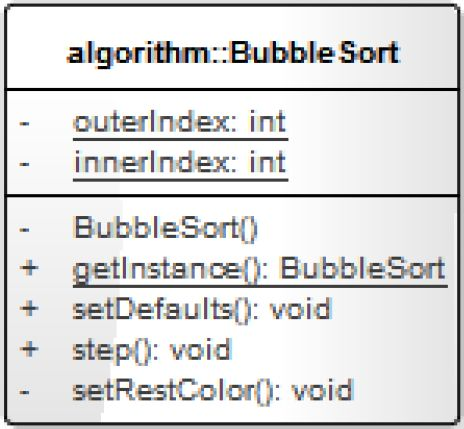 algorithm::BubbleSort
- outerIndex: int
- innerIndex: int
- BubbleSort()
+ getInstance(): BubbleSort
+ setDefaults(): void
+ step(): void
- setRestColor(): void